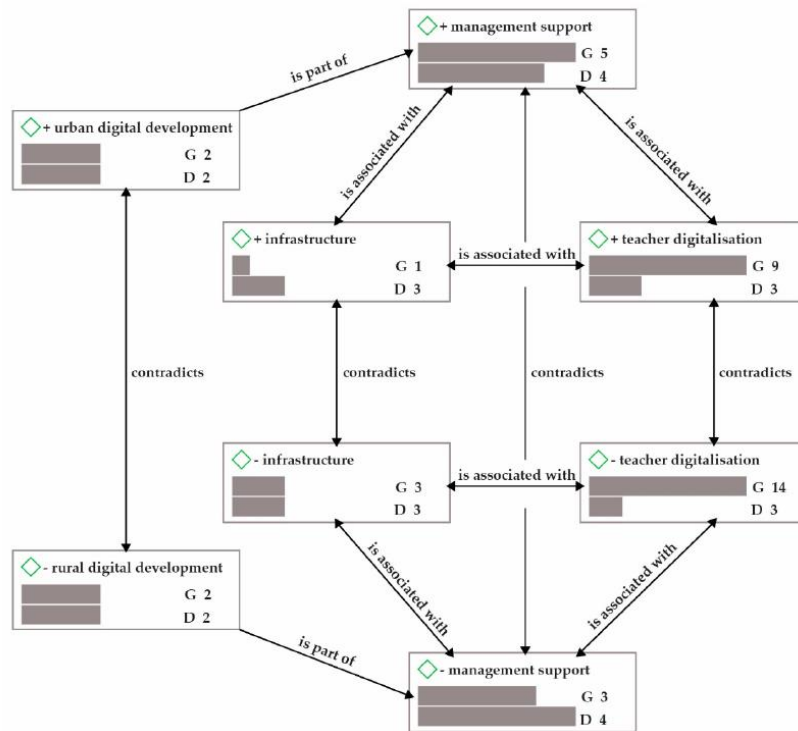 + management support
G 5
D 4
is part of
+ urban digital development
G 2
D 2
is associated with
is associated with
+ infrastructure
G 1
D 3
is associated with
+ teacher digitalisation
G 9
D 3
contradicts
contradicts
contradicts
contradicts
- infrastructure
G 3
D 3
is associated with
- teacher digitalisation
G 14
D 3
- rural digital development
G 2
D 2
is associated with
is associated with
is part of
- management support
G 3
D 4